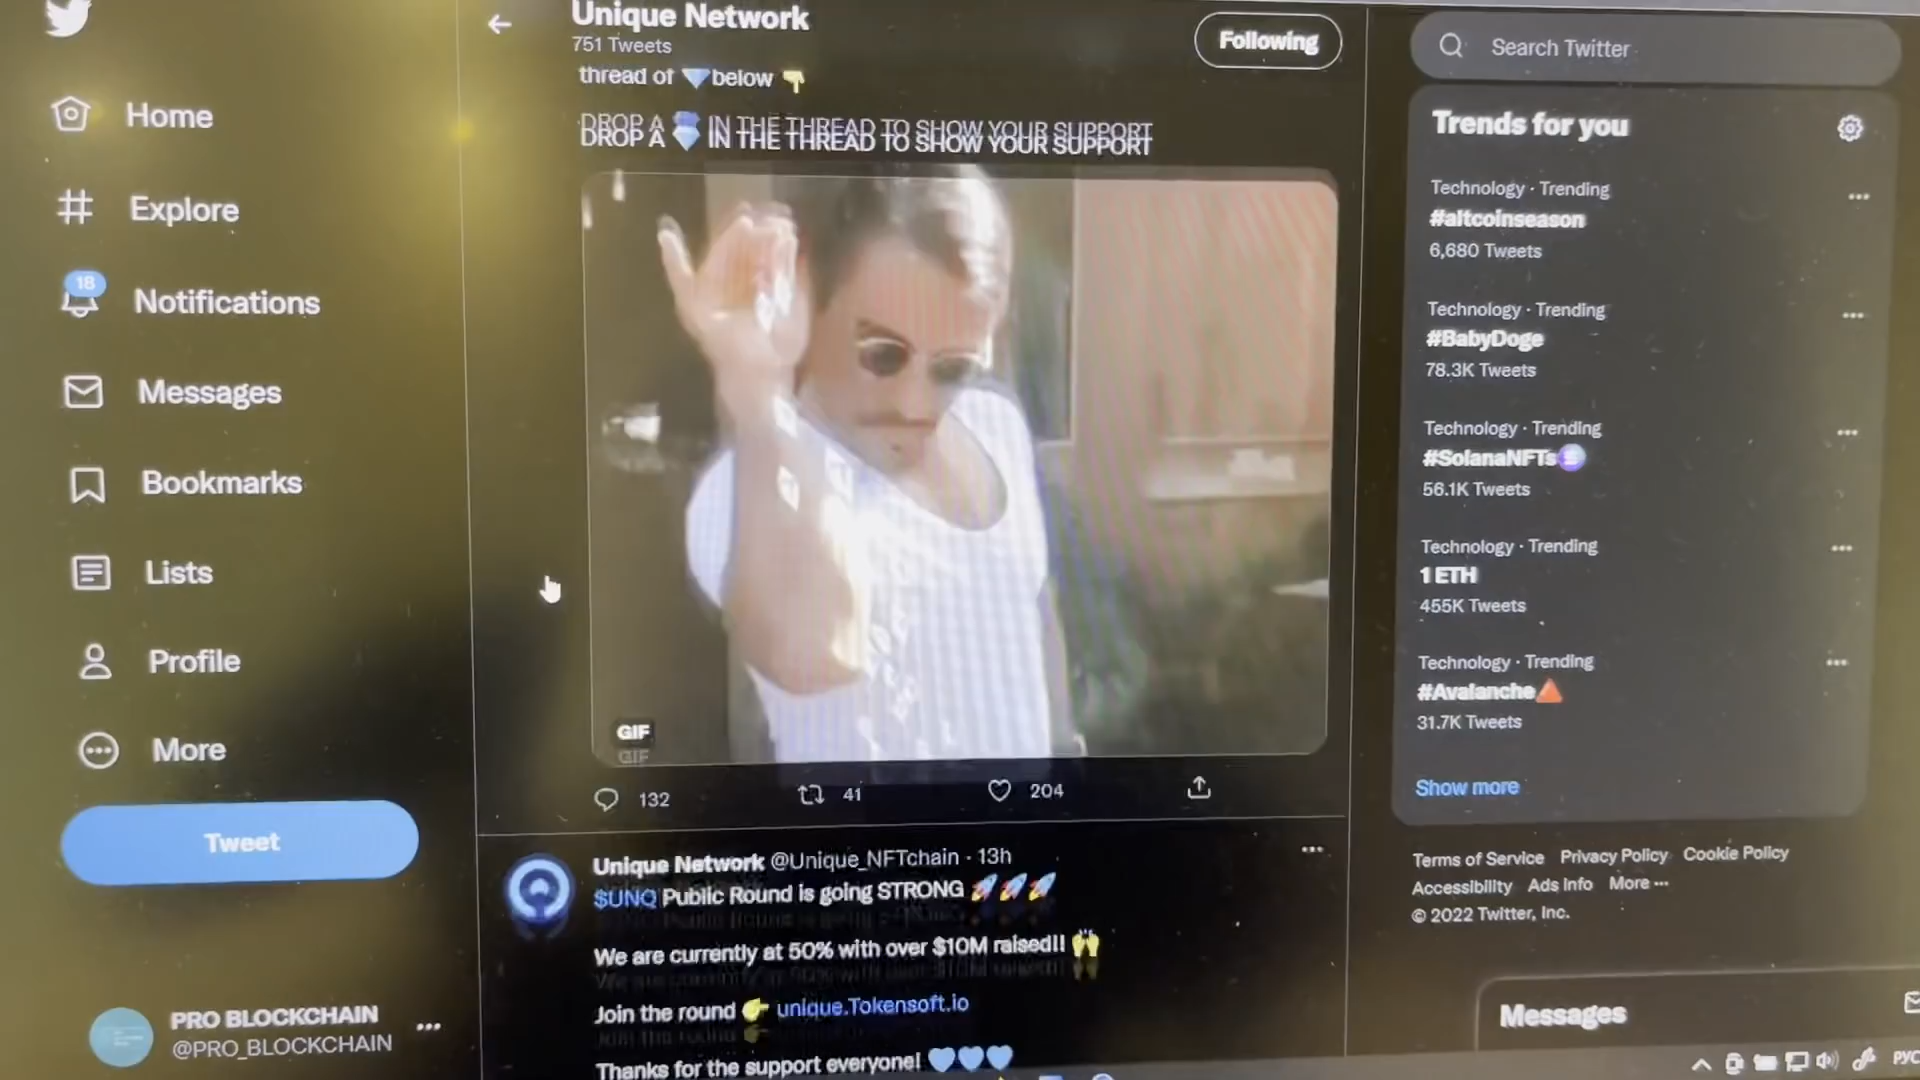 Unique Network
751 Tweets
Following
thread of 💎below 👇
DROP A 💎 IN THE THREAD TO SHOW YOUR SUPPORT
GIF
132
41
204
Unique Network @Unique_NFTchain · 13h
$UNQ Public Round is going STRONG 🚀🚀🚀
We are currently at 50% with over $10M raised!! 🙌
Join the round 👉 unique.Tokensoft.io
Thanks for the support everyone! 💙💙💙
Home
Explore
18
Notifications
Messages
Bookmarks
Lists
Profile
More
Tweet
PRO BLOCKCHAIN
@PRO_BLOCKCHAIN
Search Twitter
Trends for you
Technology · Trending
#altcoinseason
6,680 Tweets
Technology · Trending
#BabyDoge
78.3K Tweets
Technology · Trending
#SolanaNFTs
56.1K Tweets
Technology · Trending
1 ETH
455K Tweets
Technology · Trending
#Avalanche🔺
31.7K Tweets
Show more
Terms of Service Privacy Policy Cookie Policy
Accessibility Ads info More ···
© 2022 Twitter, Inc.
Messages
РУС